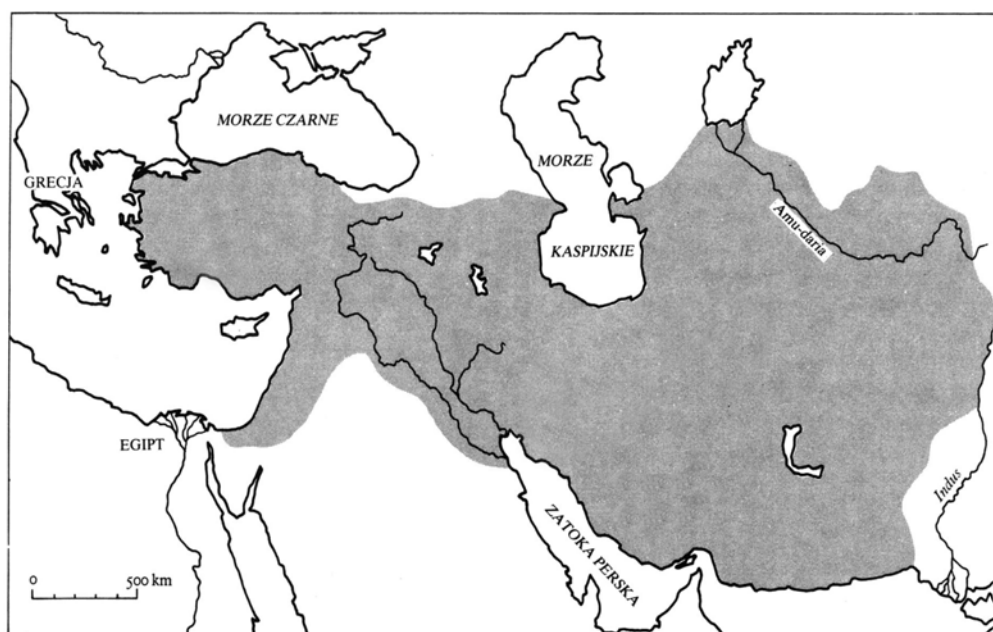 MORZE CZARNE
GRECJA
MORZE
KASPIJSKIE
Amu-daria
EGIPT
Indus
ZATOKA PERSKA
0 500 km